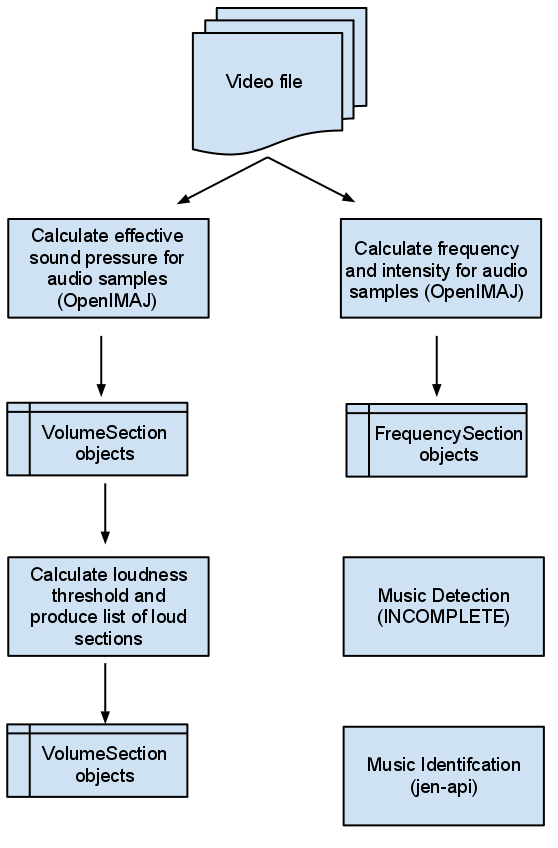 Video file
Calculate effective
sound pressure for
audio samples
(OpenIMAJ)
Calculate frequency
and intensity for audio
samples (OpenIMAJ)
VolumeSection
objects
FrequencySection
objects
Calculate loudness
threshold and
produce list of loud
sections
Music Detection
(INCOMPLETE)
VolumeSection
objects
Music Identifcation
(jen-api)